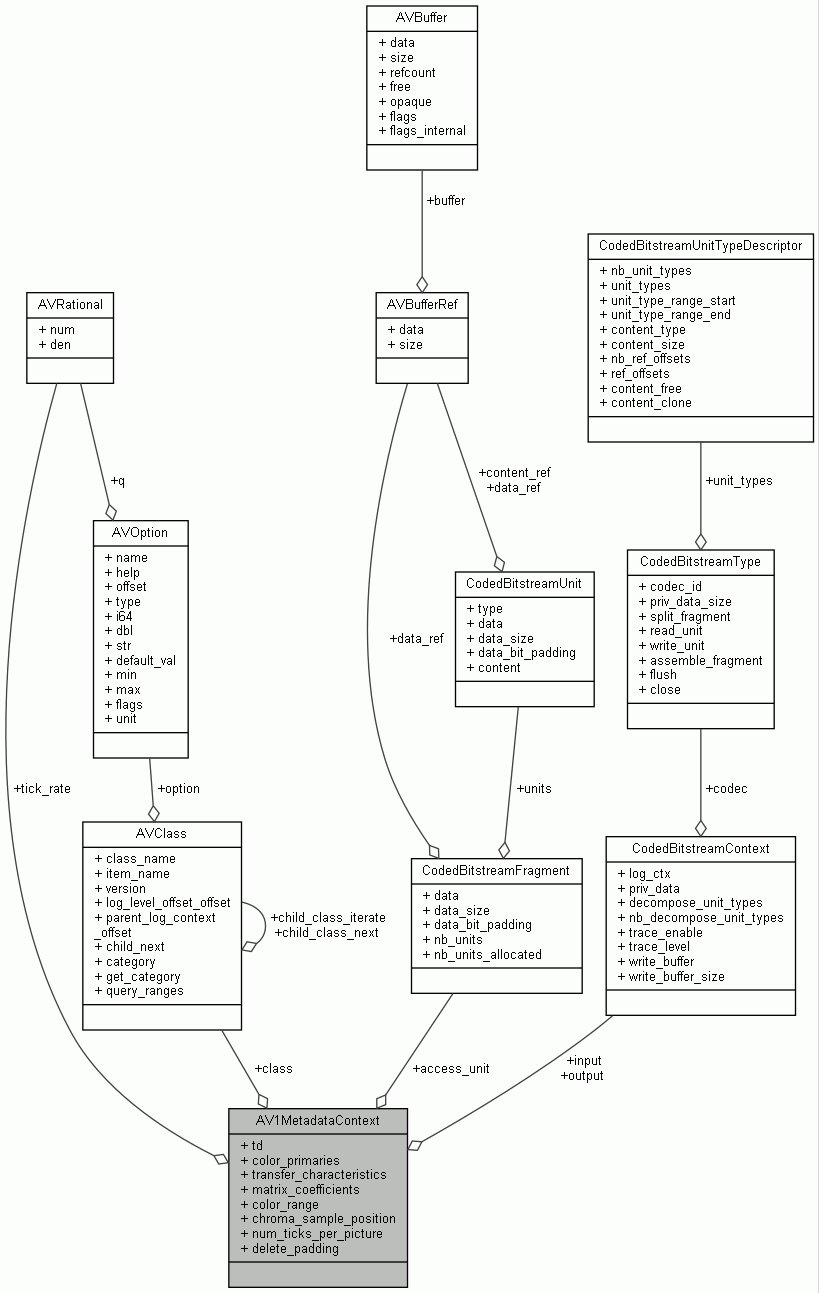 AVBuffer
+ data
+ size
+ refcount
+ free
+ opaque
+ flags
+ flags_internal
+buffer
CodedBitstreamUnitTypeDescriptor
+ nb_unit_types
+ unit_types
+ unit_type_range_start
+ unit_type_range_end
+ content_type
+ content_size
+ nb_ref_offsets
+ ref_offsets
+ content_free
+ content_clone
AVRational
+ num
+ den
AVBufferRef
+ data
+ size
+q
+content_ref
+data_ref
+unit_types
AVOption
+ name
+ help
+ offset
+ type
+ i64
+ dbl
+ str
+ default_val
+ min
+ max
+ flags
+ unit
CodedBitstreamUnit
+ type
+ data
+ data_size
+ data_bit_padding
+ content
CodedBitstreamType
+ codec_id
+ priv_data_size
+ split_fragment
+ read_unit
+ write_unit
+ assemble_fragment
+ flush
+ close
+data_ref
+tick_rate
+option
+units
+codec
AVClass
+ class_name
+ item_name
+ version
+ log_level_offset_offset
+ parent_log_context
_offset
+ child_next
+ category
+ get_category
+ query_ranges
+child_class_iterate
+child_class_next
CodedBitstreamFragment
+ data
+ data_size
+ data_bit_padding
+ nb_units
+ nb_units_allocated
CodedBitstreamContext
+ log_ctx
+ priv_data
+ decompose_unit_types
+ nb_decompose_unit_types
+ trace_enable
+ trace_level
+ write_buffer
+ write_buffer_size
+class
+access_unit
+input
+output
AV1MetadataContext
+ td
+ color_primaries
+ transfer_characteristics
+ matrix_coefficients
+ color_range
+ chroma_sample_position
+ num_ticks_per_picture
+ delete_padding